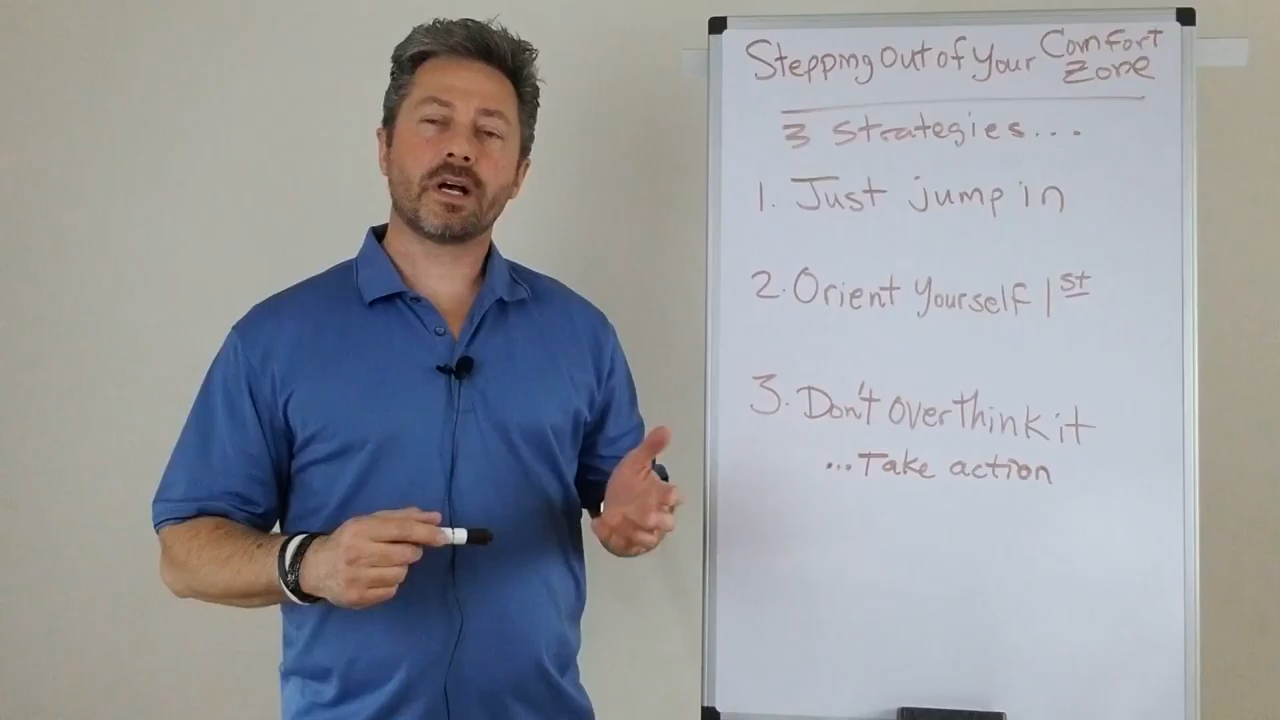 Stepping Out of Your Comfort Zone
3 Strategies...
1. Just jump in
2. Orient Yourself 1st
3. Don't Overthink it
...Take action